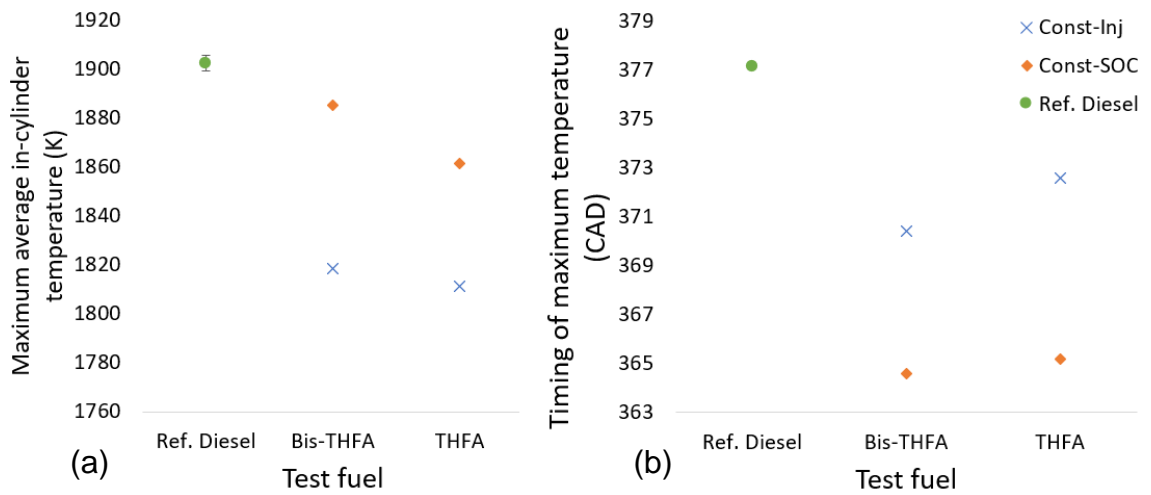 Maximum average in-cylinder
temperature (K)
1920
1900
1880
1860
1840
1820
1800
1780
1760
Ref. Diesel
Bis-THFA
THFA
Test fuel
(a)
Timing of maximum temperature
(CAD)
379
377
375
373
371
369
367
365
363
Const-Inj
Const-SOC
Ref. Diesel
Ref. Diesel
Bis-THFA
THFA
Test fuel
(b)